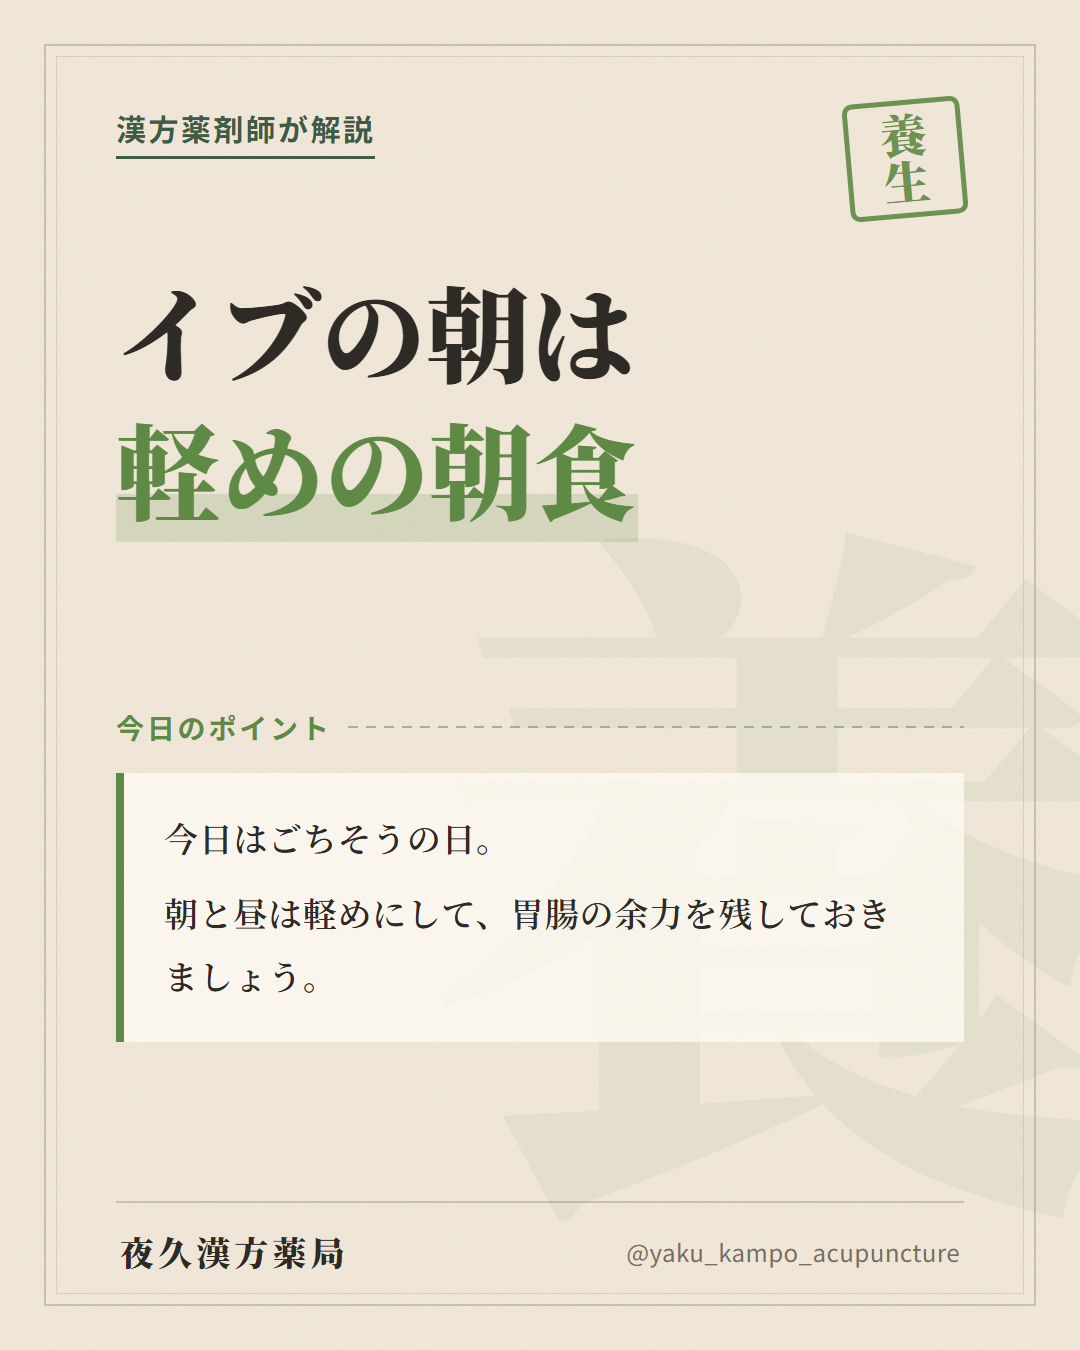 漢方薬剤師が解説
養生
イブの朝は
軽めの朝食
今日のポイント
今日はごちそうの日。
朝と昼は軽めにして、胃腸の余力を残しておき
ましょう。
養
夜久漢方薬局
@yaku_kampo_acupuncture